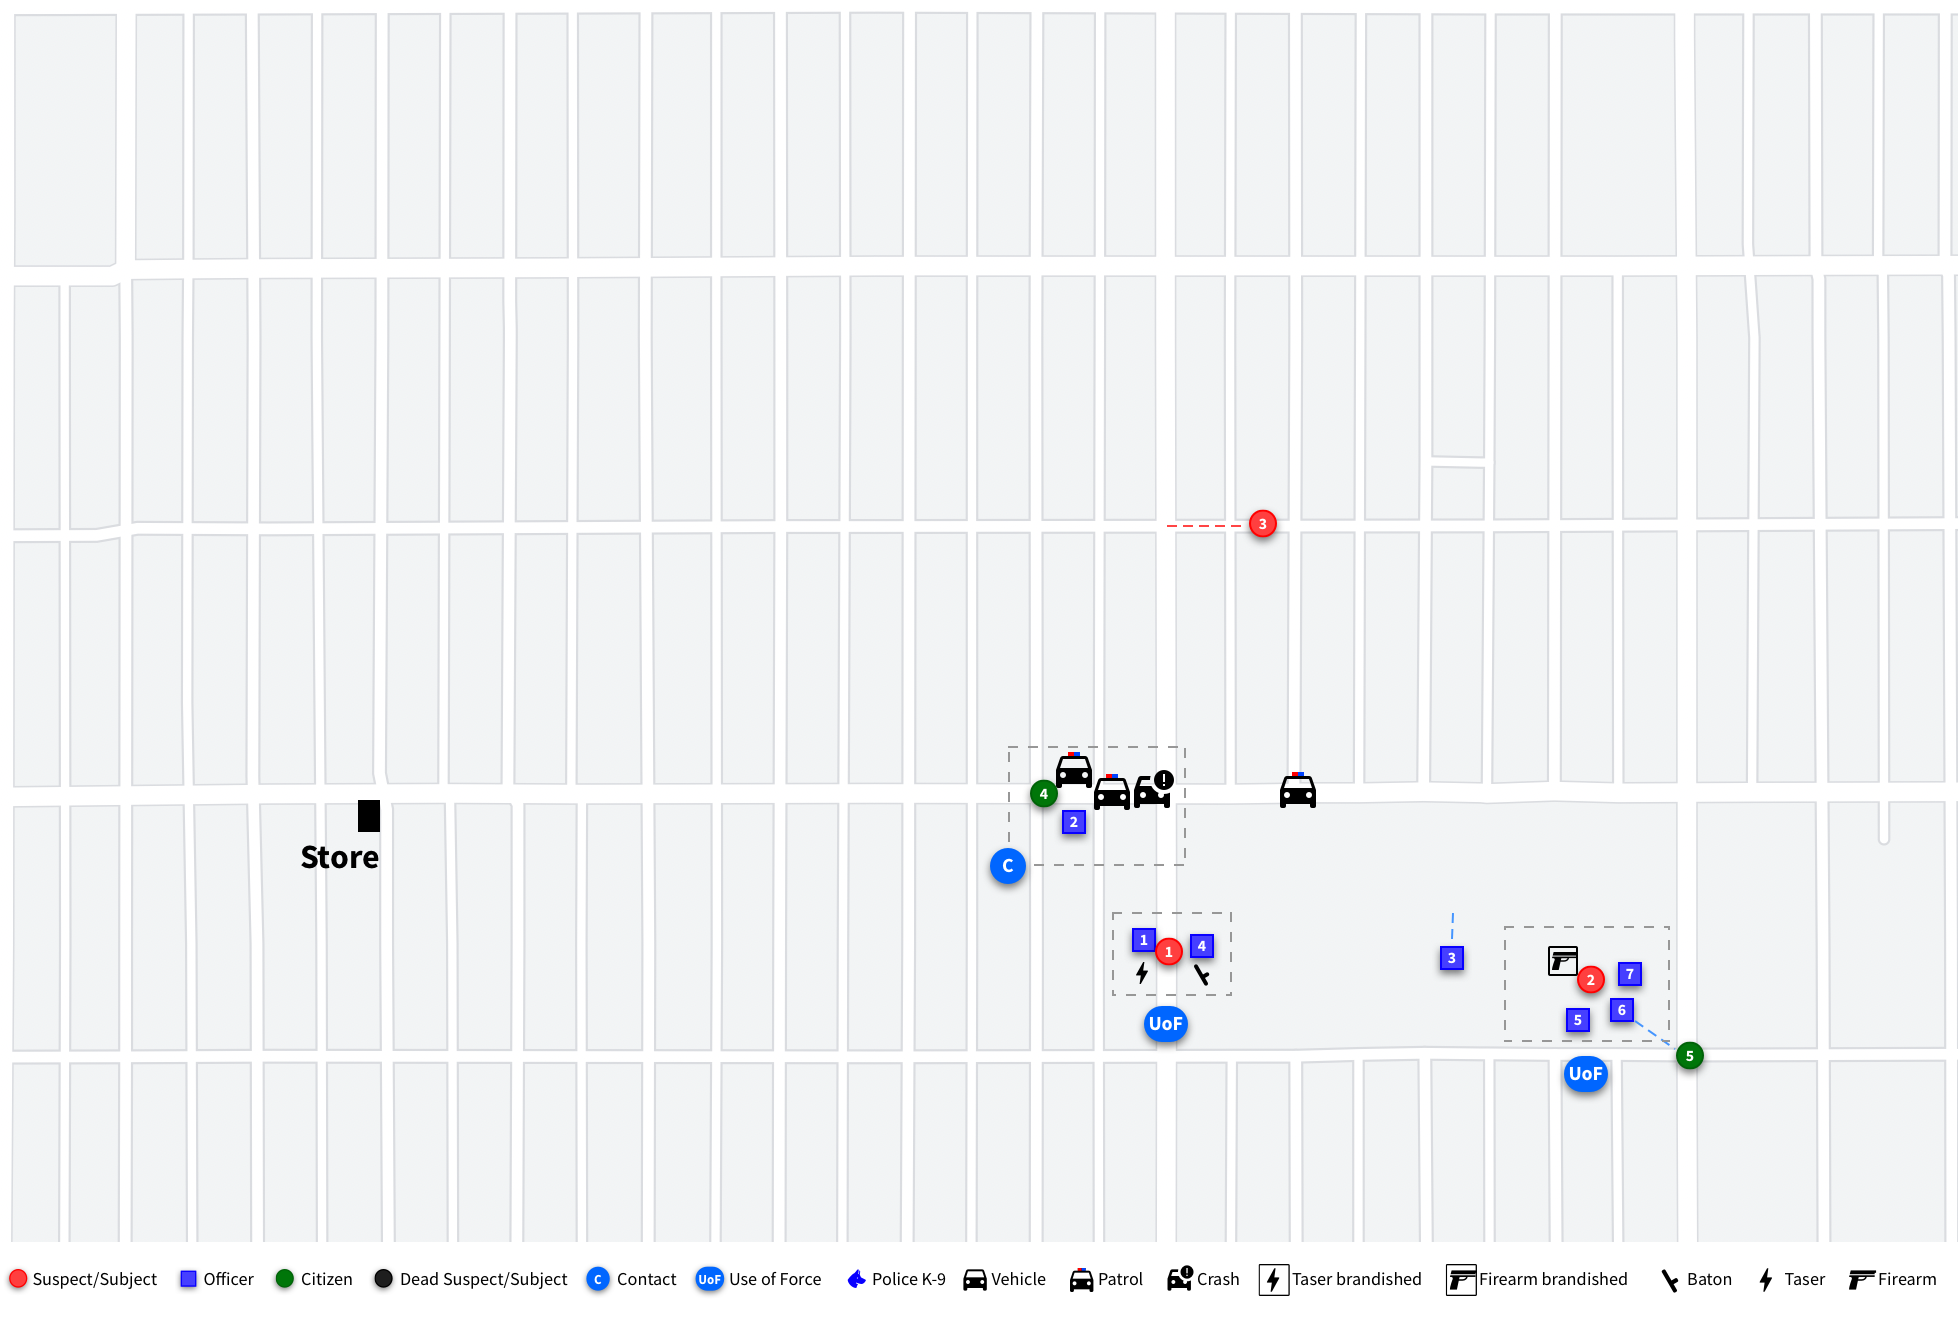 3
4
2
Store
C
1
1
4
3
7
2
6
5
UoF
5
UoF
Suspect/Subject
Officer
Citizen
Dead Suspect/Subject
C Contact
UoF Use of Force
Police K-9
Vehicle
Patrol
Crash
Taser brandished
Firearm brandished
Baton
Taser
Firearm